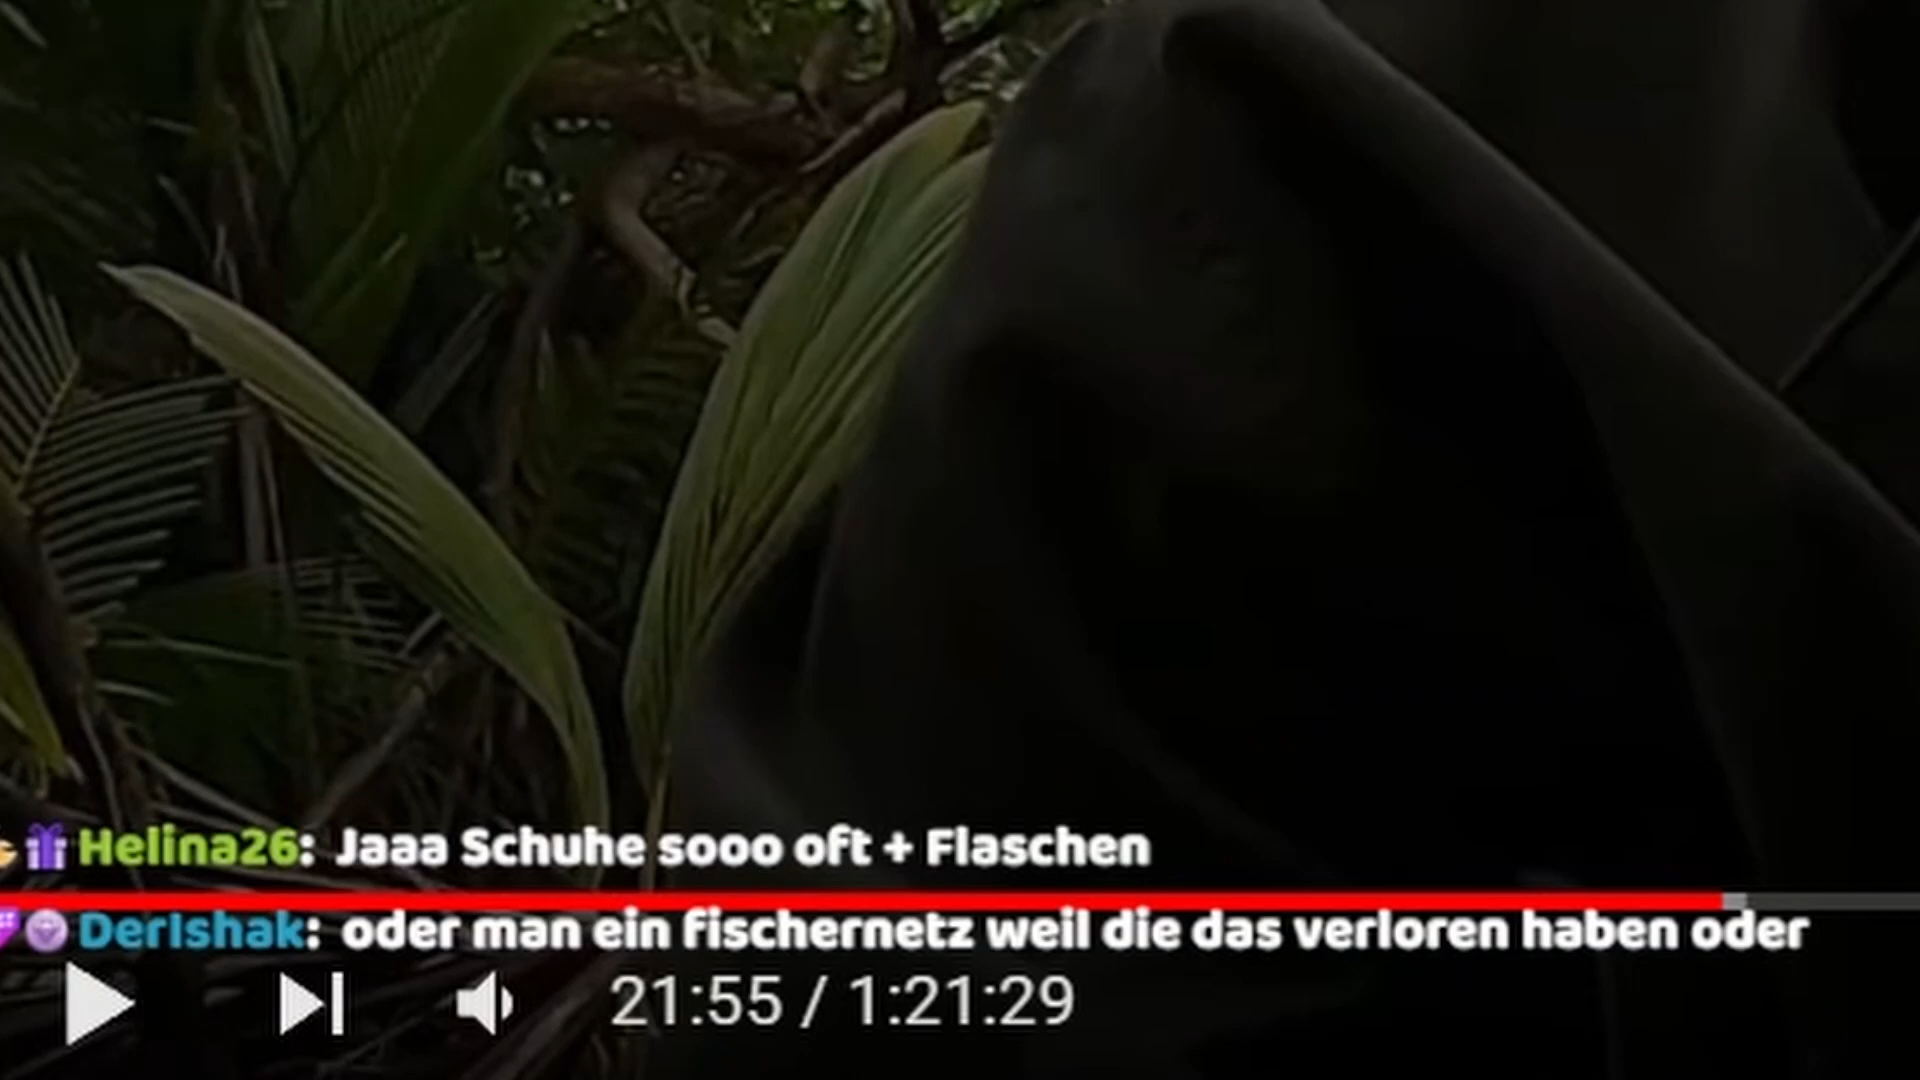 Helina26: Jaaa Schuhe sooo oft + Flaschen
DerIshak: oder man ein fischernetz weil die das verloren haben oder
21:55 / 1:21:29